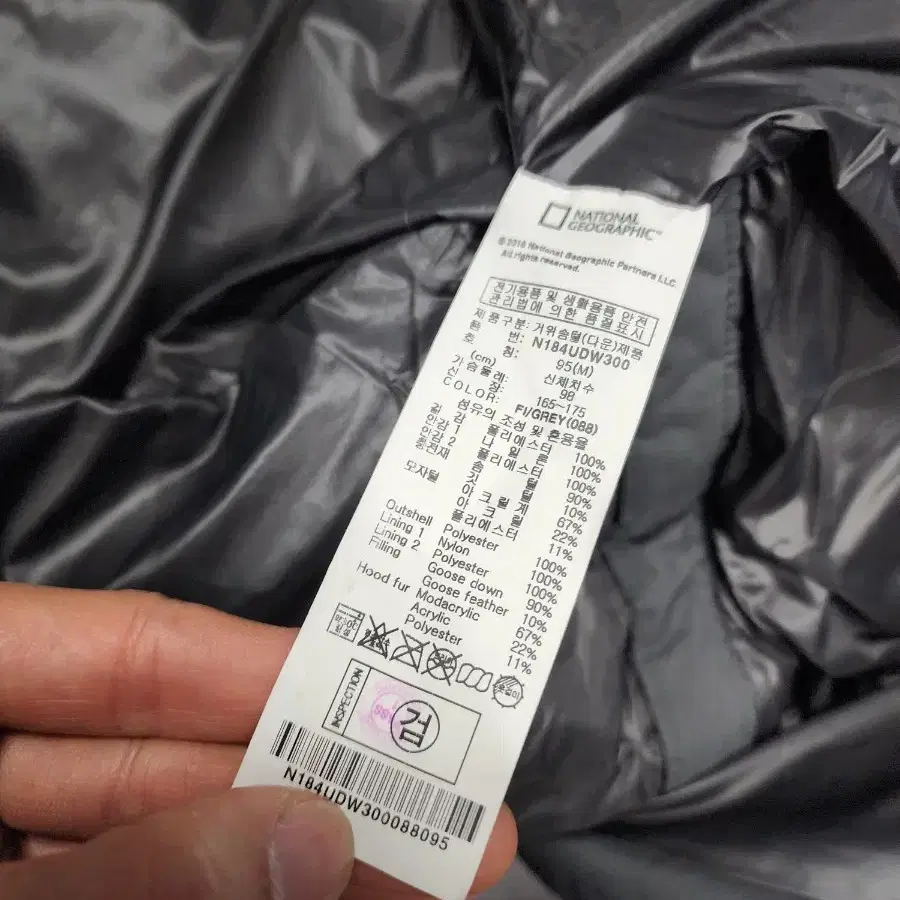 NATIONAL
GEOGRAPHIC™
© 2018 National Geographic Partners LLC.
All rights reserved.
전기용품 및 생활용품 안전
관리법에 의한 품질표시
제품구분: 거위솜털(다운)제품
품 번: N184UDW300
호 칭: 95(M)
(cm) 신체치수
가슴둘레: 98
신 장: 165-175
COLOR: F/GREY(088)
섬유의 조성 및 혼용율
겉 감 폴리에스터 100%
안감 1 나 일 론 100%
안감 2 폴리에스터 100%
충전재 솜 털 90%
깃 털 10%
모자털 모 다 크 릴 67%
아 크 릴 22%
폴리에스터 11%
Outshell Polyester 100%
Lining 1 Nylon 100%
Lining 2 Polyester 100%
Filling Goose down 90%
Goose feather 10%
Hood fur Modacrylic 67%
Acrylic 22%
Polyester 11%
INSPECTION
검
N184UDW300088095